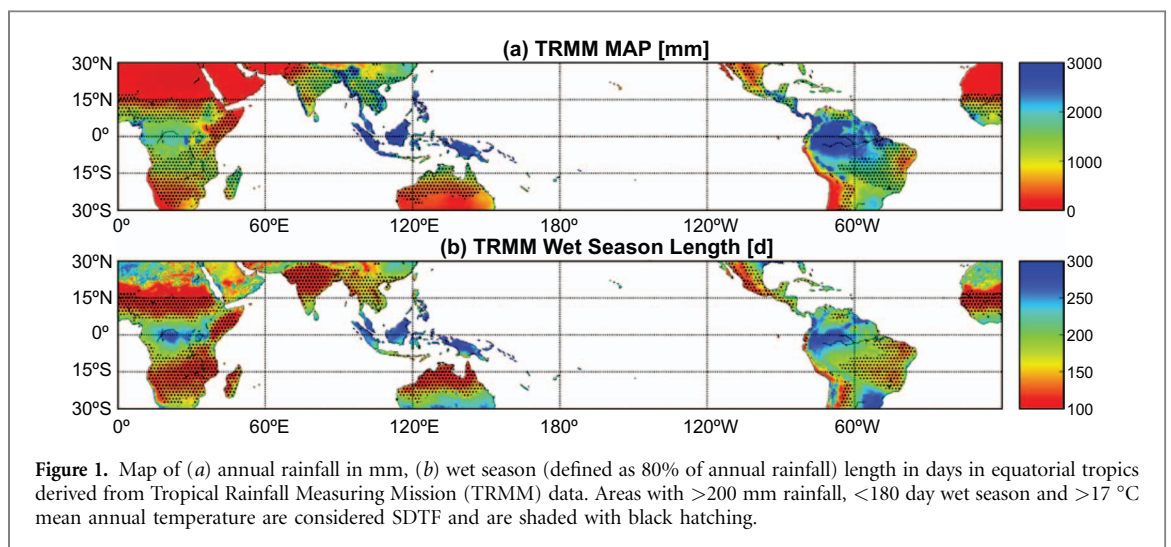 (a) TRMM MAP [mm]
30ºN
15ºN
0º
15ºS
30ºS
0º 60ºE 120ºE 180º 120ºW 60ºW
3000
2000
1000
0
(b) TRMM Wet Season Length [d]
30ºN
15ºN
0º
15ºS
30ºS
0º 60ºE 120ºE 180º 120ºW 60ºW
300
250
200
150
100
Figure 1. Map of (a) annual rainfall in mm, (b) wet season (defined as 80% of annual rainfall) length in days in equatorial tropics
derived from Tropical Rainfall Measuring Mission (TRMM) data. Areas with >200 mm rainfall, <180 day wet season and >17 °C
mean annual temperature are considered SDTF and are shaded with black hatching.